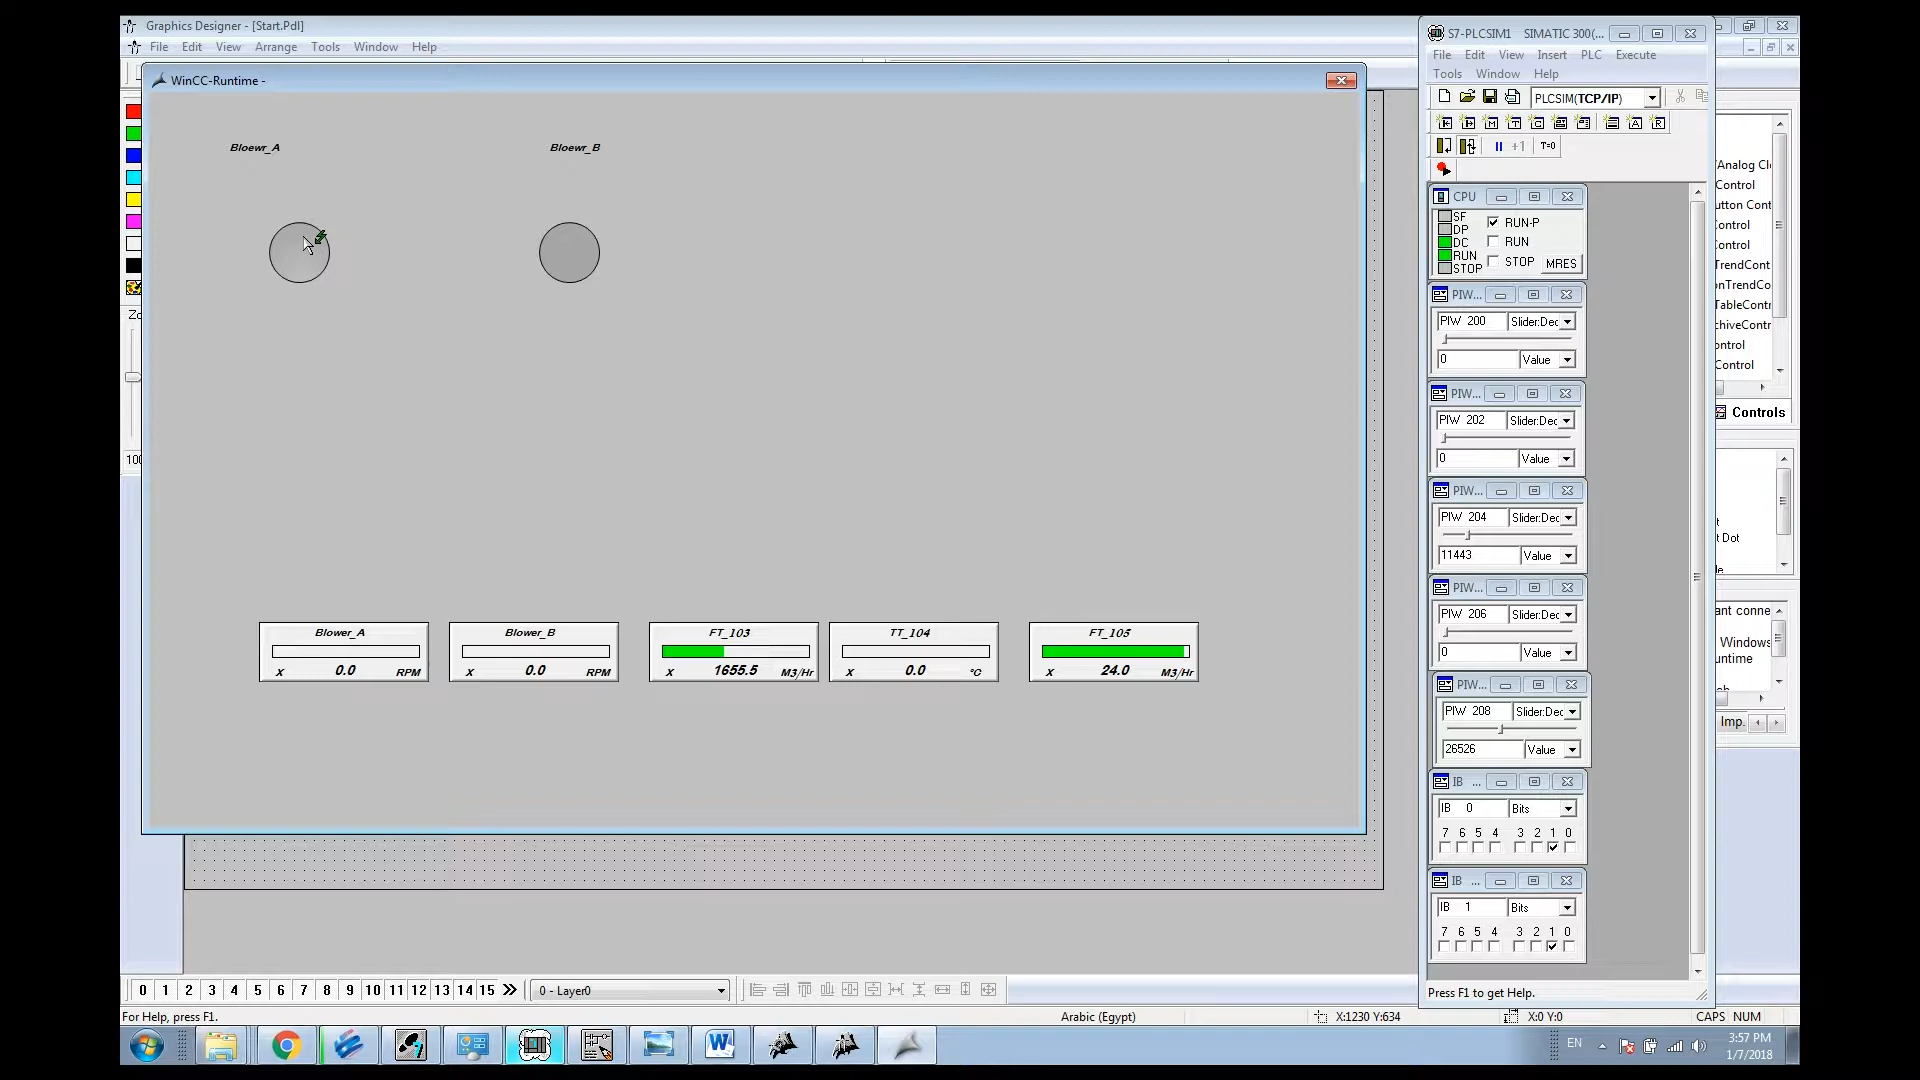 Graphics Designer - [Start.Pdl]
File Edit View Arrange Tools Window Help
WinCC-Runtime -
Bloewr_A
Bloewr_B
Blower_A
X 0.0 RPM
Blower_B
X 0.0 RPM
FT_103
X 1655.5 M3/Hr
TT_104
X 0.0 °C
FT_105
X 24.0 M3/Hr
0 1 2 3 4 5 6 7 8 9 10 11 12 13 14 15
0 - Layer0
For Help, press F1.
Arabic (Egypt)
X:1230 Y:634
X:0 Y:0
CAPS NUM
S7-PLCSIM1 SIMATIC 300(...
File Edit View Insert PLC Execute
Tools Window Help
PLCSIM(TCP/IP)
+1 T=0
CPU
SF
DP
DC
RUN
STOP
RUN-P
RUN
STOP MRES
PIW...
PIW 200 Slider:Dec
0 Value
PIW...
PIW 202 Slider:Dec
0 Value
PIW...
PIW 204 Slider:Dec
11443 Value
PIW...
PIW 206 Slider:Dec
0 Value
PIW...
PIW 208 Slider:Dec
26526 Value
IB ...
IB 0 Bits
7 6 5 4 3 2 1 0
IB ...
IB 1 Bits
7 6 5 4 3 2 1 0
Press F1 to get Help.
/Analog Cl
Control
utton Cont
Control
Control
TrendCont
onTrendCo
TableContr
chiveContr
ontrol
Control
Controls
t
t Dot
ant conne
Windows
untime
Imp.
Zo
100
EN
3:57 PM
1/7/2018